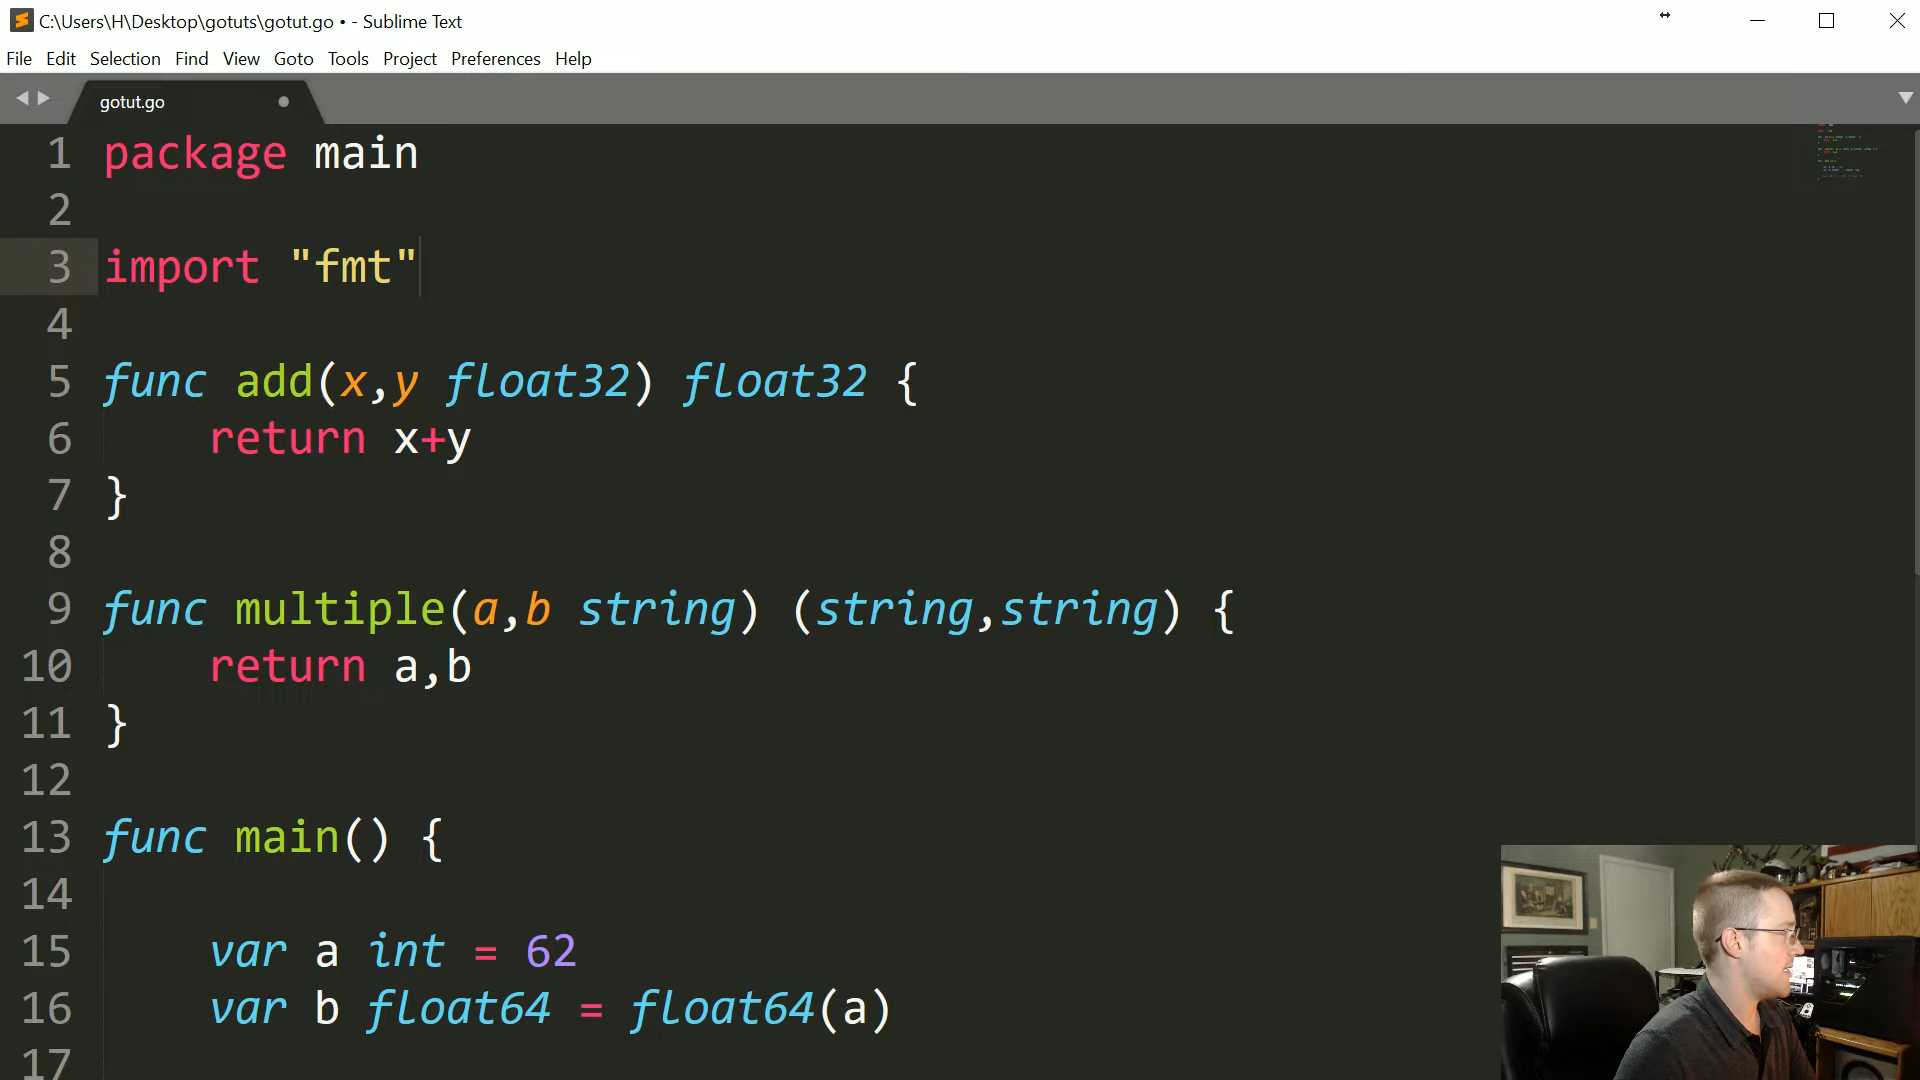 C:\Users\H\Desktop\gotuts\gotut.go • - Sublime Text
File Edit Selection Find View Goto Tools Project Preferences Help
gotut.go
1 package main
2
3 import "fmt"
4
5 func add(x,y float32) float32 {
6 return x+y
7 }
8
9 func multiple(a,b string) (string,string) {
10 return a,b
11 }
12
13 func main() {
14
15 var a int = 62
16 var b float64 = float64(a)
17